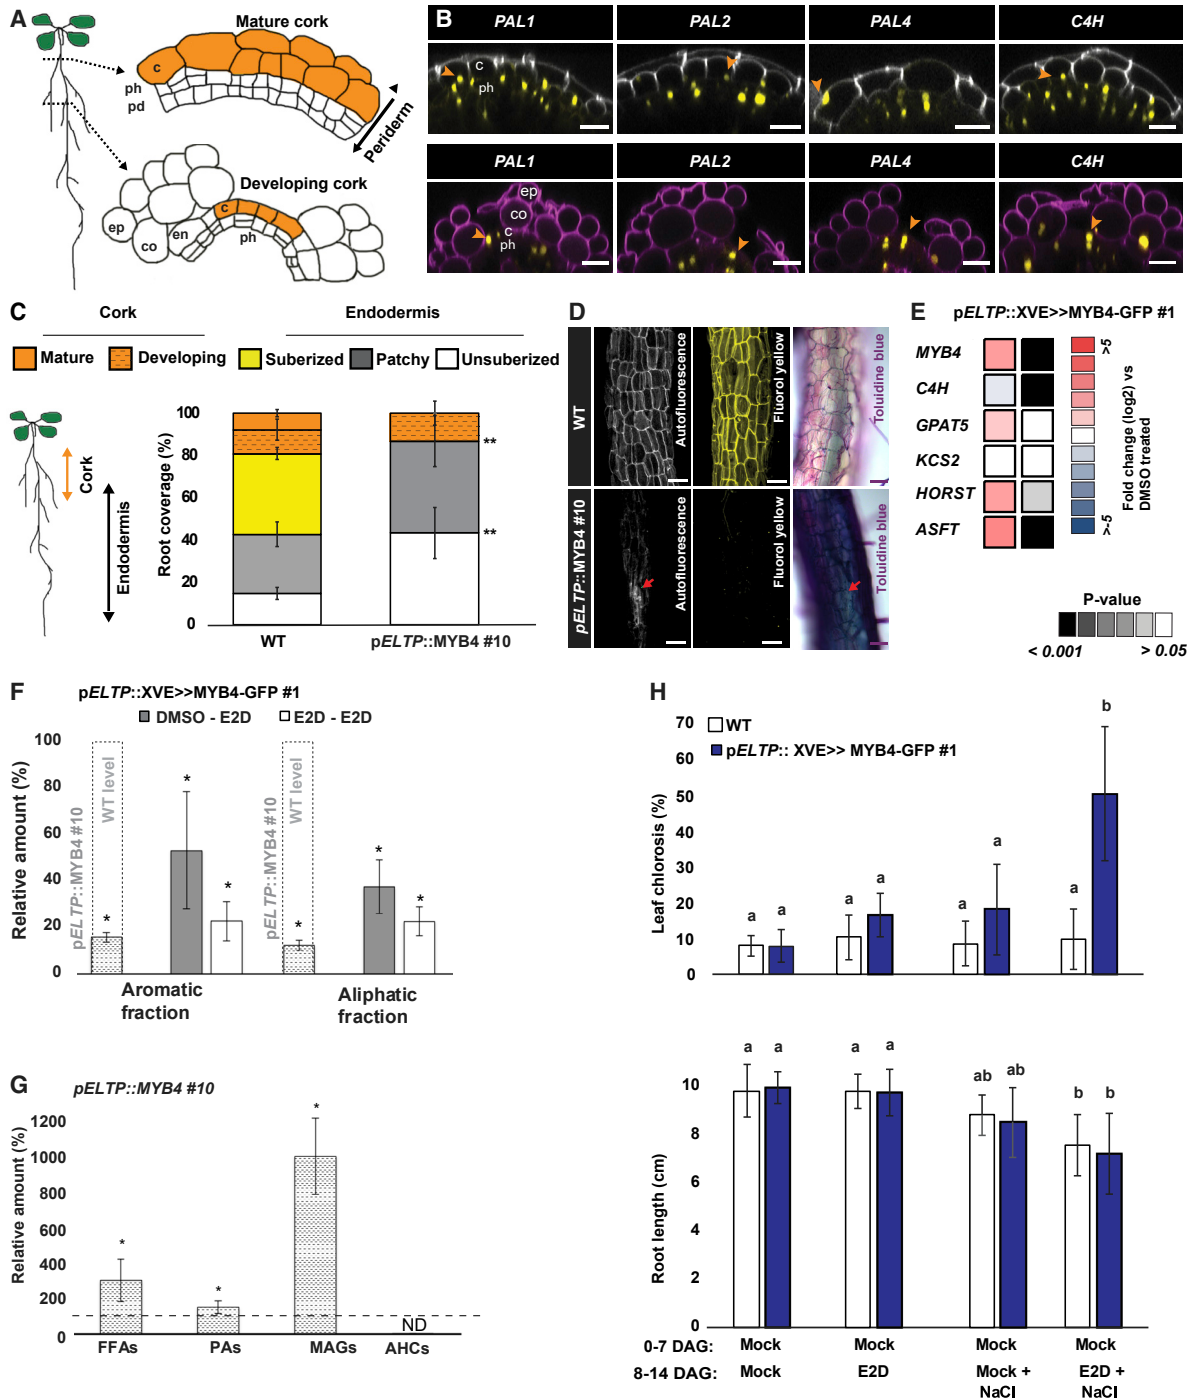 A
Mature cork
c
ph
pd
Periderm
Developing cork
c
ep
co
en
ph
B
PAL1 PAL2 PAL4 C4H
c
ph
PAL1 PAL2 PAL4 C4H
ep
co
c
ph
C
Cork Endodermis
Mature Developing Suberized Patchy Unsuberized
Cork
Endodermis
Root coverage (%)
100
80
60
40
20
0
**
**
WT pELTP::MYB4 #10
D
WT
Autofluorescence
Fluorol yellow
Toluidine blue
pELTP::MYB4 #10
Autofluorescence
Fluorol yellow
Toluidine blue
E
pELTP::XVE>>MYB4-GFP #1
MYB4
C4H
GPAT5
KCS2
HORST
ASFT
>5
>-5
Fold change (log2) vs
DMSO treated
P-value
< 0.001 > 0.05
F
pELTP::XVE>>MYB4-GFP #1
DMSO - E2D E2D - E2D
Relative amount (%)
100
80
60
40
20
0
pELTP::MYB4 #10
WT level
* * *
pELTP::MYB4 #10
WT level
* * *
Aromatic
fraction
Aliphatic
fraction
G
pELTP::MYB4 #10
Relative amount (%)
1200
1000
800
600
400
200
0
* * *
ND
FFAs PAs MAGs AHCs
H
WT
pELTP:: XVE>> MYB4-GFP #1
Leaf chlorosis (%)
70
60
50
40
30
20
10
0
a a a a a a a b
Root length (cm)
10
8
6
4
2
0
a a a a ab ab b b
0-7 DAG: Mock Mock Mock Mock
8-14 DAG: Mock E2D Mock + E2D +
NaCl NaCl